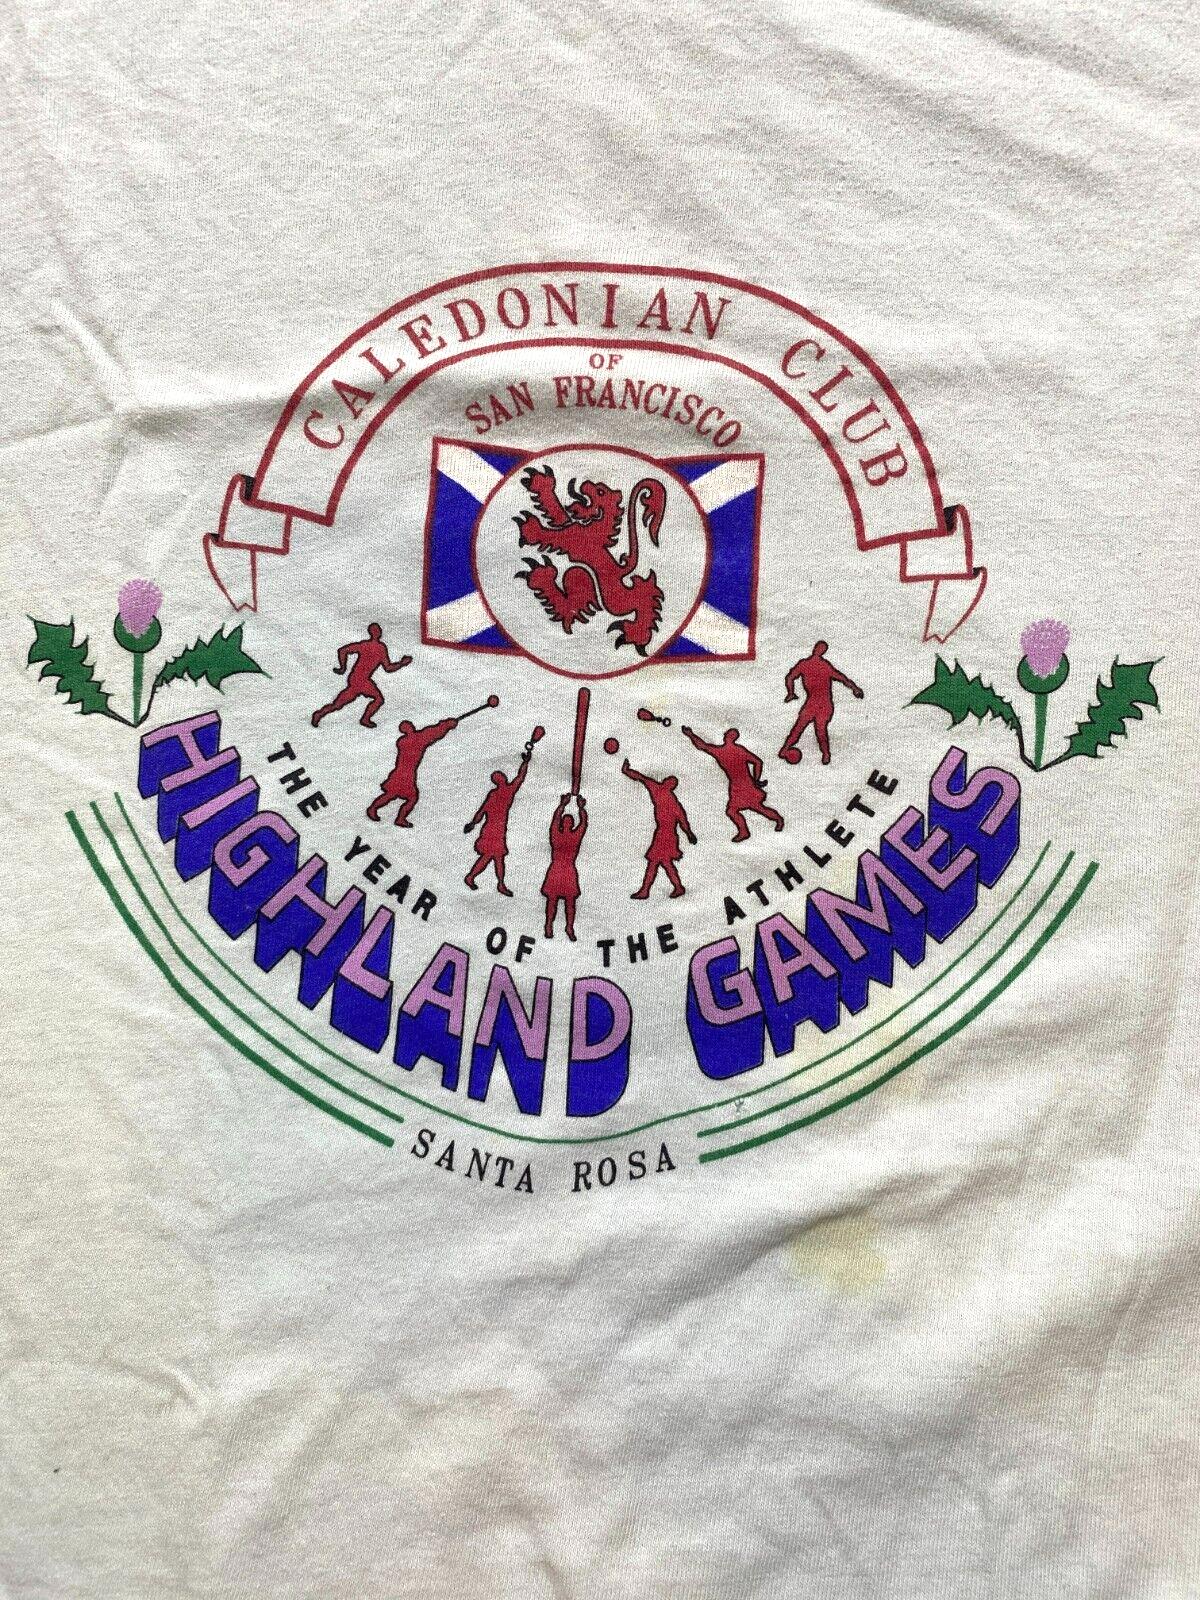 CALEDONIAN CLUB
OF
SAN FRANCISCO
THE YEAR OF THE ATHLETE
HIGHLAND GAMES
SANTA ROSA